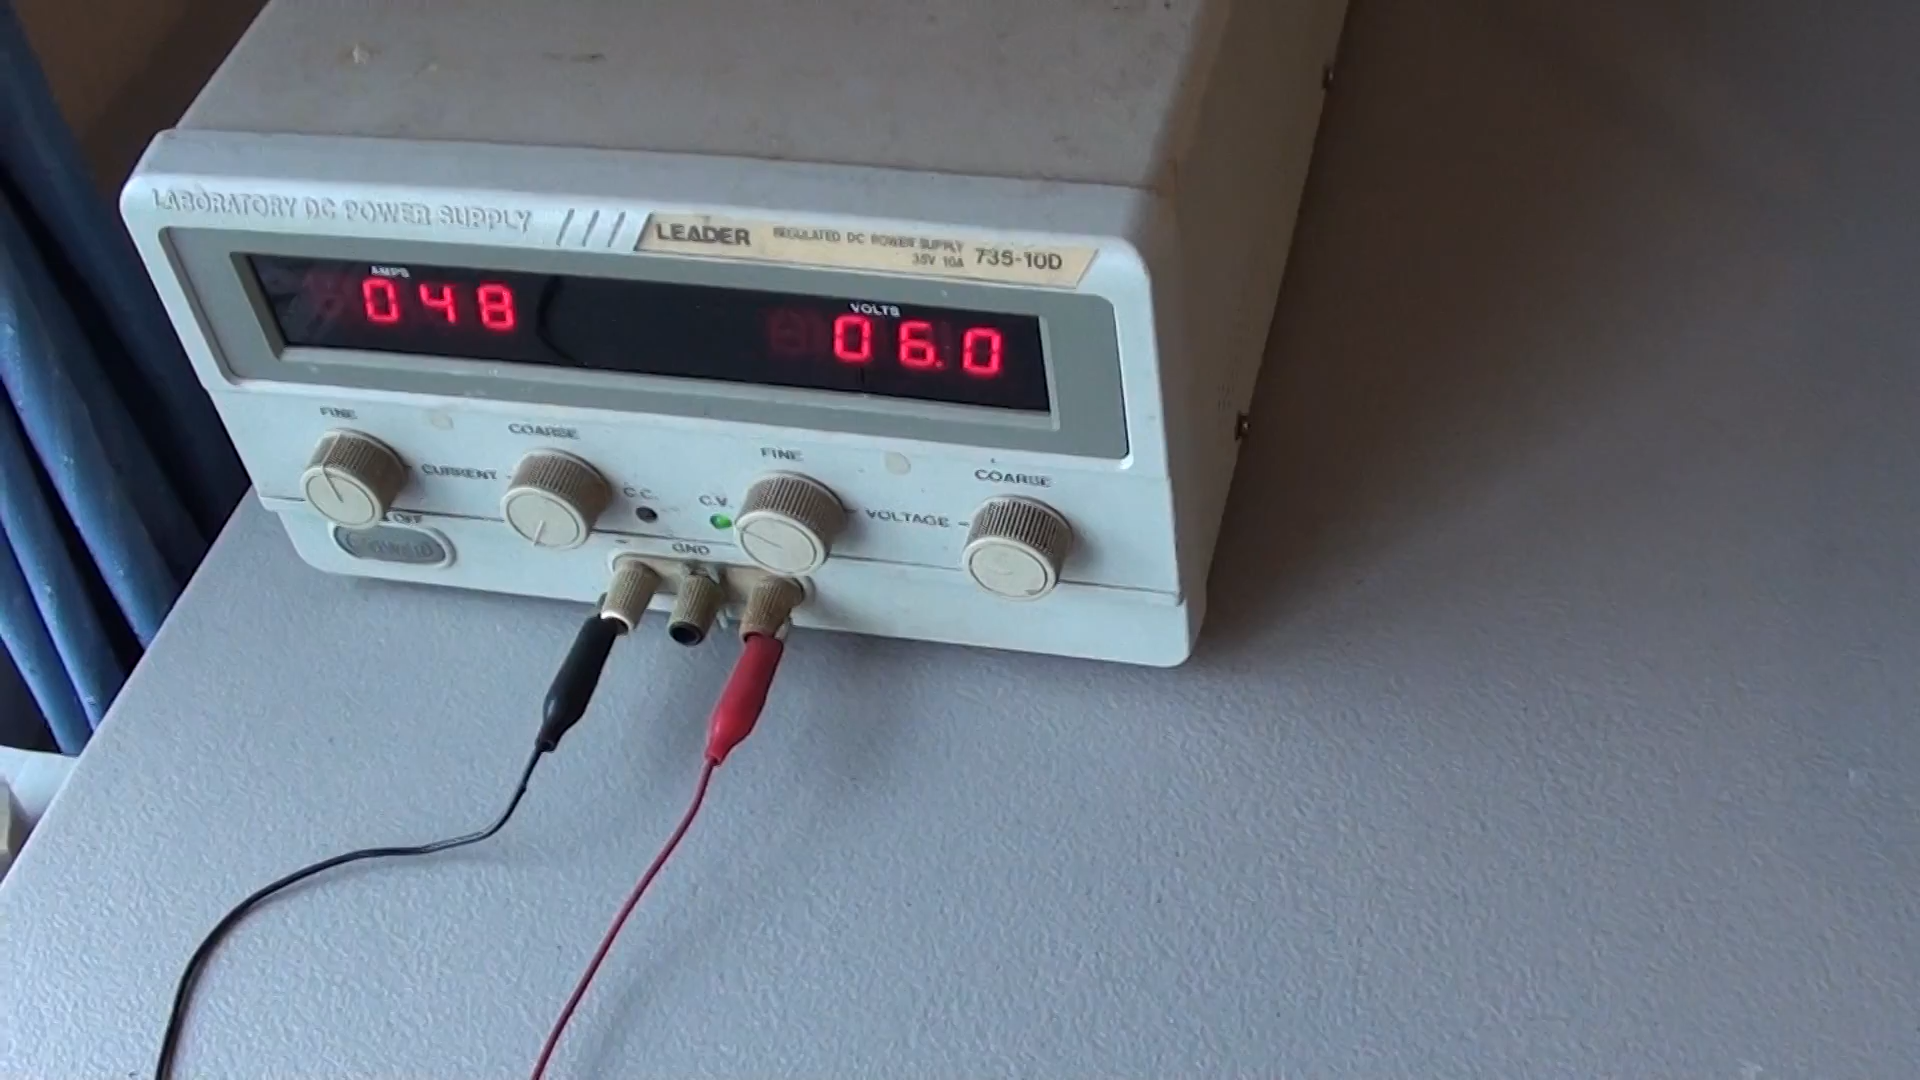 LABORATORY DC POWER SUPPLY
LEADER REGULATED DC POWER SUPPLY
35V 10A 735-10D
AMPS
048
VOLTS
06.0
FINE
COARSE
FINE
COARSE
CURRENT
C.C.
C.V.
VOLTAGE
OFF
GND